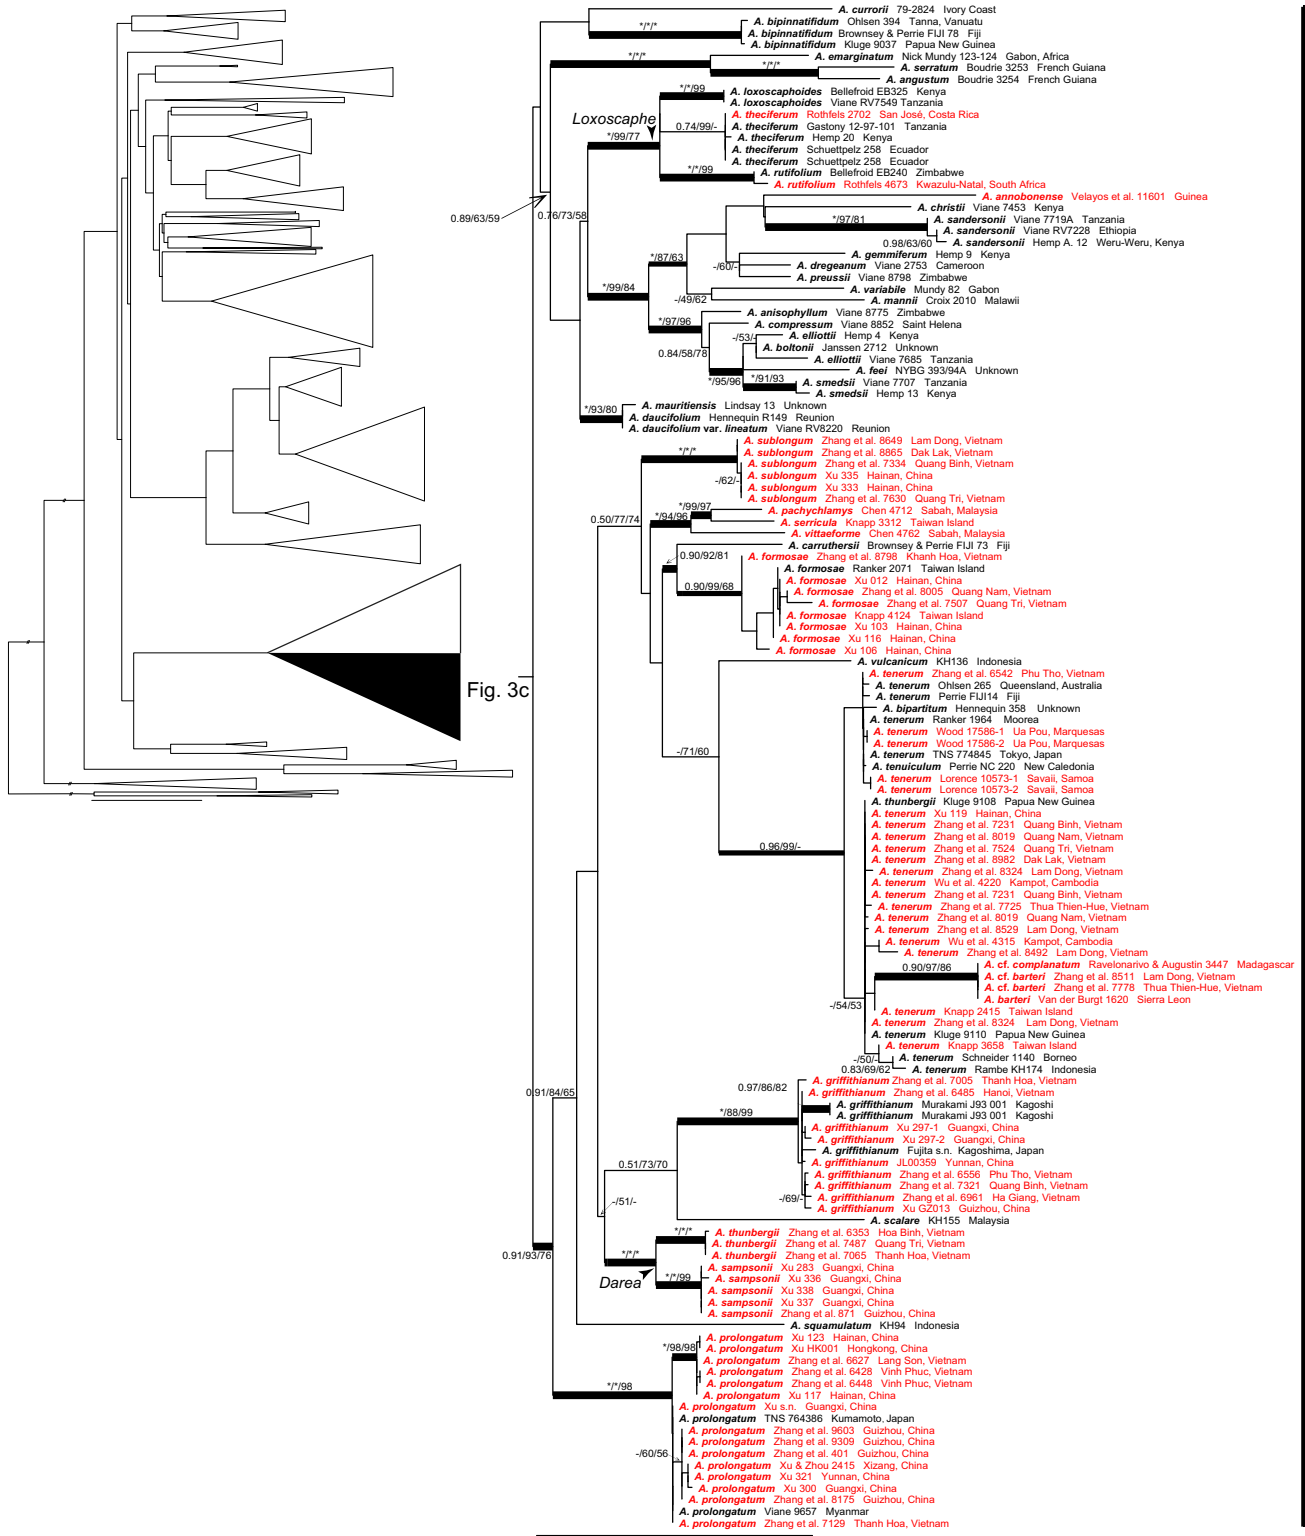 A. currorii 79-2824 Ivory Coast
A. bipinnatifidum Ohlsen 394 Tanna, Vanuatu
*/*/*
A. bipinnatifidum Brownsey & Perrie FIJI 78 Fiji
A. bipinnatifidum Kluge 9037 Papua New Guinea
A. emarginatum Nick Mundy 123-124 Gabon, Africa
*/*/*
A. serratum Boudrie 3253 French Guiana
*/*/*
A. angustum Boudrie 3254 French Guiana
A. loxoscaphoides Bellefroid EB325 Kenya
*/*/99
A. loxoscaphoides Viane RV7549 Tanzania
A. theciferum Rothfels 2702 San José, Costa Rica
Loxoscaphe
A. theciferum Gastony 12-97-101 Tanzania
0.74/99/-
A. theciferum Hemp 20 Kenya
*/99/77
A. theciferum Schuettpelz 258 Ecuador
A. theciferum Schuettpelz 258 Ecuador
A. rutifolium Bellefroid EB240 Zimbabwe
*/*/99
A. rutifolium Rothfels 4673 Kwazulu-Natal, South Africa
A. annobonense Velayos et al. 11601 Guinea
A. christii Viane 7453 Kenya
0.89/63/59
0.76/73/58
A. sandersonii Viane 7719A Tanzania
*/97/81
A. sandersonii Viane RV7228 Ethiopia
0.98/63/60
A. sandersonii Hemp A. 12 Weru-Weru, Kenya
A. gemmiferum Hemp 9 Kenya
*/87/63
-/60/-
A. dregeanum Viane 2753 Cameroon
A. preussii Viane 8798 Zimbabwe
*/99/84
A. variabile Mundy 82 Gabon
-/49/62
A. mannii Croix 2010 Malawii
A. anisophyllum Viane 8775 Zimbabwe
*/97/96
A. compressum Viane 8852 Saint Helena
-/53/-
A. elliottii Hemp 4 Kenya
A. boltonii Janssen 2712 Unknown
0.84/58/78
A. elliottii Viane 7685 Tanzania
A. feei NYBG 393/94A Unknown
*/95/96
*/91/93
A. smedsii Viane 7707 Tanzania
A. smedsii Hemp 13 Kenya
A. mauritiensis Lindsay 13 Unknown
*/93/80
A. daucifolium Hennequin R149 Reunion
A. daucifolium var. lineatum Viane RV8220 Reunion
A. sublongum Zhang et al. 8649 Lam Dong, Vietnam
*/*/*
A. sublongum Zhang et al. 8865 Dak Lak, Vietnam
A. sublongum Zhang et al. 7334 Quang Binh, Vietnam
A. sublongum Xu 335 Hainan, China
-/62/-
A. sublongum Xu 333 Hainan, China
A. sublongum Zhang et al. 7630 Quang Tri, Vietnam
*/99/97
A. pachychlamys Chen 4712 Sabah, Malaysia
0.50/77/74
*/94/96
A. serricula Knapp 3312 Taiwan Island
A. vittaeforme Chen 4762 Sabah, Malaysia
A. carruthersii Brownsey & Perrie FIJI 73 Fiji
0.90/92/81
A. formosae Zhang et al. 8798 Khanh Hoa, Vietnam
A. formosae Ranker 2071 Taiwan Island
A. formosae Xu 012 Hainan, China
0.90/99/68
A. formosae Zhang et al. 8005 Quang Nam, Vietnam
A. formosae Zhang et al. 7507 Quang Tri, Vietnam
A. formosae Knapp 4124 Taiwan Island
A. formosae Xu 103 Hainan, China
A. formosae Xu 116 Hainan, China
A. formosae Xu 106 Hainan, China
A. vulcanicum KH136 Indonesia
A. tenerum Zhang et al. 6542 Phu Tho, Vietnam
Fig. 3c
A. tenerum Ohlsen 265 Queensland, Australia
A. tenerum Perrie FIJI14 Fiji
A. bipartitum Hennequin 358 Unknown
A. tenerum Ranker 1964 Moorea
A. tenerum Wood 17586-1 Ua Pou, Marquesas
A. tenerum Wood 17586-2 Ua Pou, Marquesas
-/71/60
A. tenerum TNS 774845 Tokyo, Japan
A. tenuiculum Perrie NC 220 New Caledonia
A. tenerum Lorence 10573-1 Savaii, Samoa
A. tenerum Lorence 10573-2 Savaii, Samoa
A. thunbergii Kluge 9108 Papua New Guinea
A. tenerum Xu 119 Hainan, China
A. tenerum Zhang et al. 7231 Quang Binh, Vietnam
A. tenerum Zhang et al. 8019 Quang Nam, Vietnam
0.96/99/-
A. tenerum Zhang et al. 7524 Quang Tri, Vietnam
A. tenerum Zhang et al. 8982 Dak Lak, Vietnam
A. tenerum Zhang et al. 8324 Lam Dong, Vietnam
A. tenerum Wu et al. 4220 Kampot, Cambodia
A. tenerum Zhang et al. 7231 Quang Binh, Vietnam
A. tenerum Zhang et al. 7725 Thua Thien-Hue, Vietnam
A. tenerum Zhang et al. 8019 Quang Nam, Vietnam
A. tenerum Zhang et al. 8529 Lam Dong, Vietnam
A. tenerum Wu et al. 4315 Kampot, Cambodia
A. tenerum Zhang et al. 8492 Lam Dong, Vietnam
A. cf. complanatum Ravelonarivo & Augustin 3447 Madagascar
0.90/97/86
A. cf. barteri Zhang et al. 8511 Lam Dong, Vietnam
A. cf. barteri Zhang et al. 7778 Thua Thien-Hue, Vietnam
A. barteri Van der Burgt 1620 Sierra Leon
-/54/53
A. tenerum Knapp 2415 Taiwan Island
A. tenerum Zhang et al. 8324 Lam Dong, Vietnam
A. tenerum Kluge 9110 Papua New Guinea
A. tenerum Knapp 3658 Taiwan Island
-/50/-
A. tenerum Schneider 1140 Borneo
0.83/69/62
A. tenerum Rambe KH174 Indonesia
A. griffithianum Zhang et al. 7005 Thanh Hoa, Vietnam
0.97/86/82
0.91/84/65
A. griffithianum Zhang et al. 6485 Hanoi, Vietnam
A. griffithianum Murakami J93 001 Kagoshi
*/88/99
A. griffithianum Murakami J93 001 Kagoshi
A. griffithianum Xu 297-1 Guangxi, China
A. griffithianum Xu 297-2 Guangxi, China
A. griffithianum Fujita s.n. Kagoshima, Japan
0.51/73/70
A. griffithianum JL00359 Yunnan, China
A. griffithianum Zhang et al. 6556 Phu Tho, Vietnam
A. griffithianum Zhang et al. 7321 Quang Binh, Vietnam
-/69/-
A. griffithianum Zhang et al. 6961 Ha Giang, Vietnam
-/51/-
A. griffithianum Xu GZ013 Guizhou, China
A. scalare KH155 Malaysia
*/*/*
A. thunbergii Zhang et al. 6353 Hoa Binh, Vietnam
A. thunbergii Zhang et al. 7487 Quang Tri, Vietnam
0.91/93/76
*/*/*
A. thunbergii Zhang et al. 7065 Thanh Hoa, Vietnam
A. sampsonii Xu 283 Guangxi, China
Darea
*/*/99
A. sampsonii Xu 336 Guangxi, China
A. sampsonii Xu 338 Guangxi, China
A. sampsonii Xu 337 Guangxi, China
A. sampsonii Zhang et al. 871 Guizhou, China
A. squamulatum KH94 Indonesia
A. prolongatum Xu 123 Hainan, China
*/98/98
A. prolongatum Xu HK001 Hongkong, China
A. prolongatum Zhang et al. 6627 Lang Son, Vietnam
A. prolongatum Zhang et al. 6428 Vinh Phuc, Vietnam
*/*/98
A. prolongatum Zhang et al. 6448 Vinh Phuc, Vietnam
A. prolongatum Xu 117 Hainan, China
A. prolongatum Xu s.n. Guangxi, China
A. prolongatum TNS 764386 Kumamoto, Japan
A. prolongatum Zhang et al. 9603 Guizhou, China
A. prolongatum Zhang et al. 9309 Guizhou, China
-/60/56
A. prolongatum Zhang et al. 401 Guizhou, China
A. prolongatum Xu & Zhou 2415 Xizang, China
A. prolongatum Xu 321 Yunnan, China
A. prolongatum Xu 300 Guangxi, China
A. prolongatum Zhang et al. 8175 Guizhou, China
A. prolongatum Viane 9657 Myanmar
A. prolongatum Zhang et al. 7129 Thanh Hoa, Vietnam